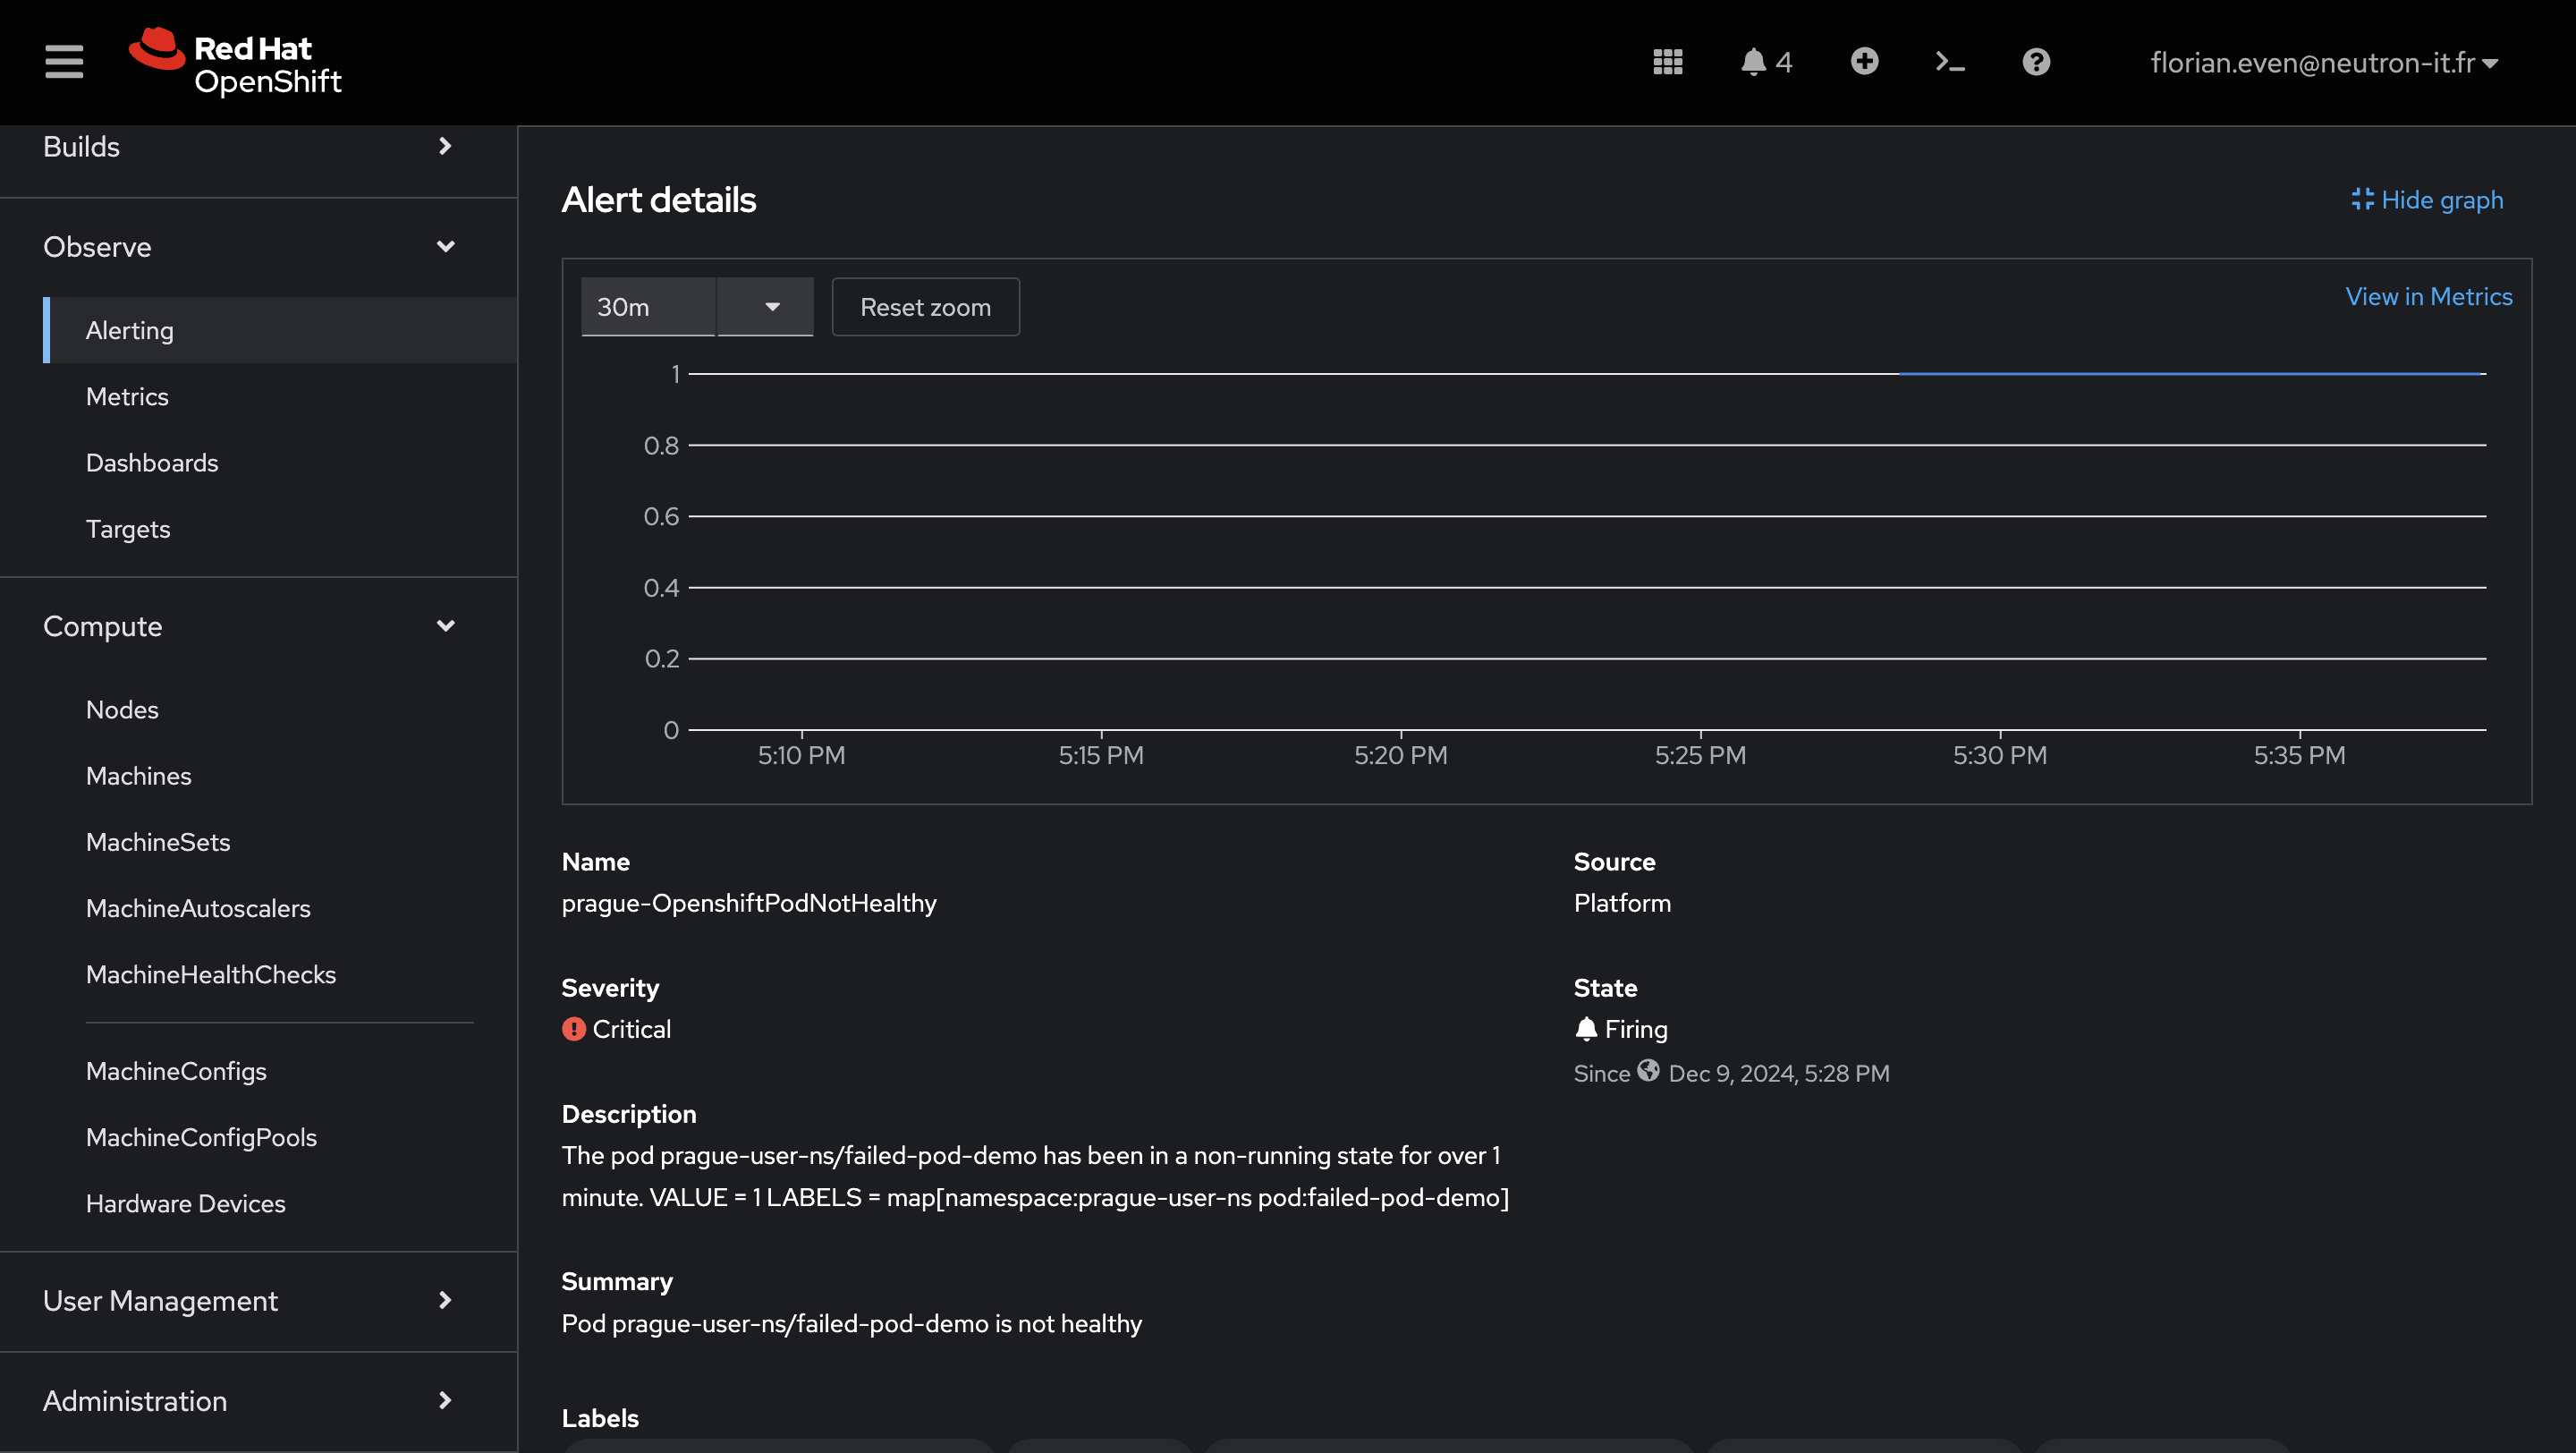 Red Hat
OpenShift
4
florian.even@neutron-it.fr
Builds
Observe
Alerting
Metrics
Dashboards
Targets
Compute
Nodes
Machines
MachineSets
MachineAutoscalers
MachineHealthChecks
MachineConfigs
MachineConfigPools
Hardware Devices
User Management
Administration
Alert details
Hide graph
30m
Reset zoom
View in Metrics
1
0.8
0.6
0.4
0.2
0
5:10 PM
5:15 PM
5:20 PM
5:25 PM
5:30 PM
5:35 PM
Name
prague-OpenshiftPodNotHealthy
Source
Platform
Severity
Critical
State
Firing
Since Dec 9, 2024, 5:28 PM
Description
The pod prague-user-ns/failed-pod-demo has been in a non-running state for over 1
minute. VALUE = 1 LABELS = map[namespace:prague-user-ns pod:failed-pod-demo]
Summary
Pod prague-user-ns/failed-pod-demo is not healthy
Labels